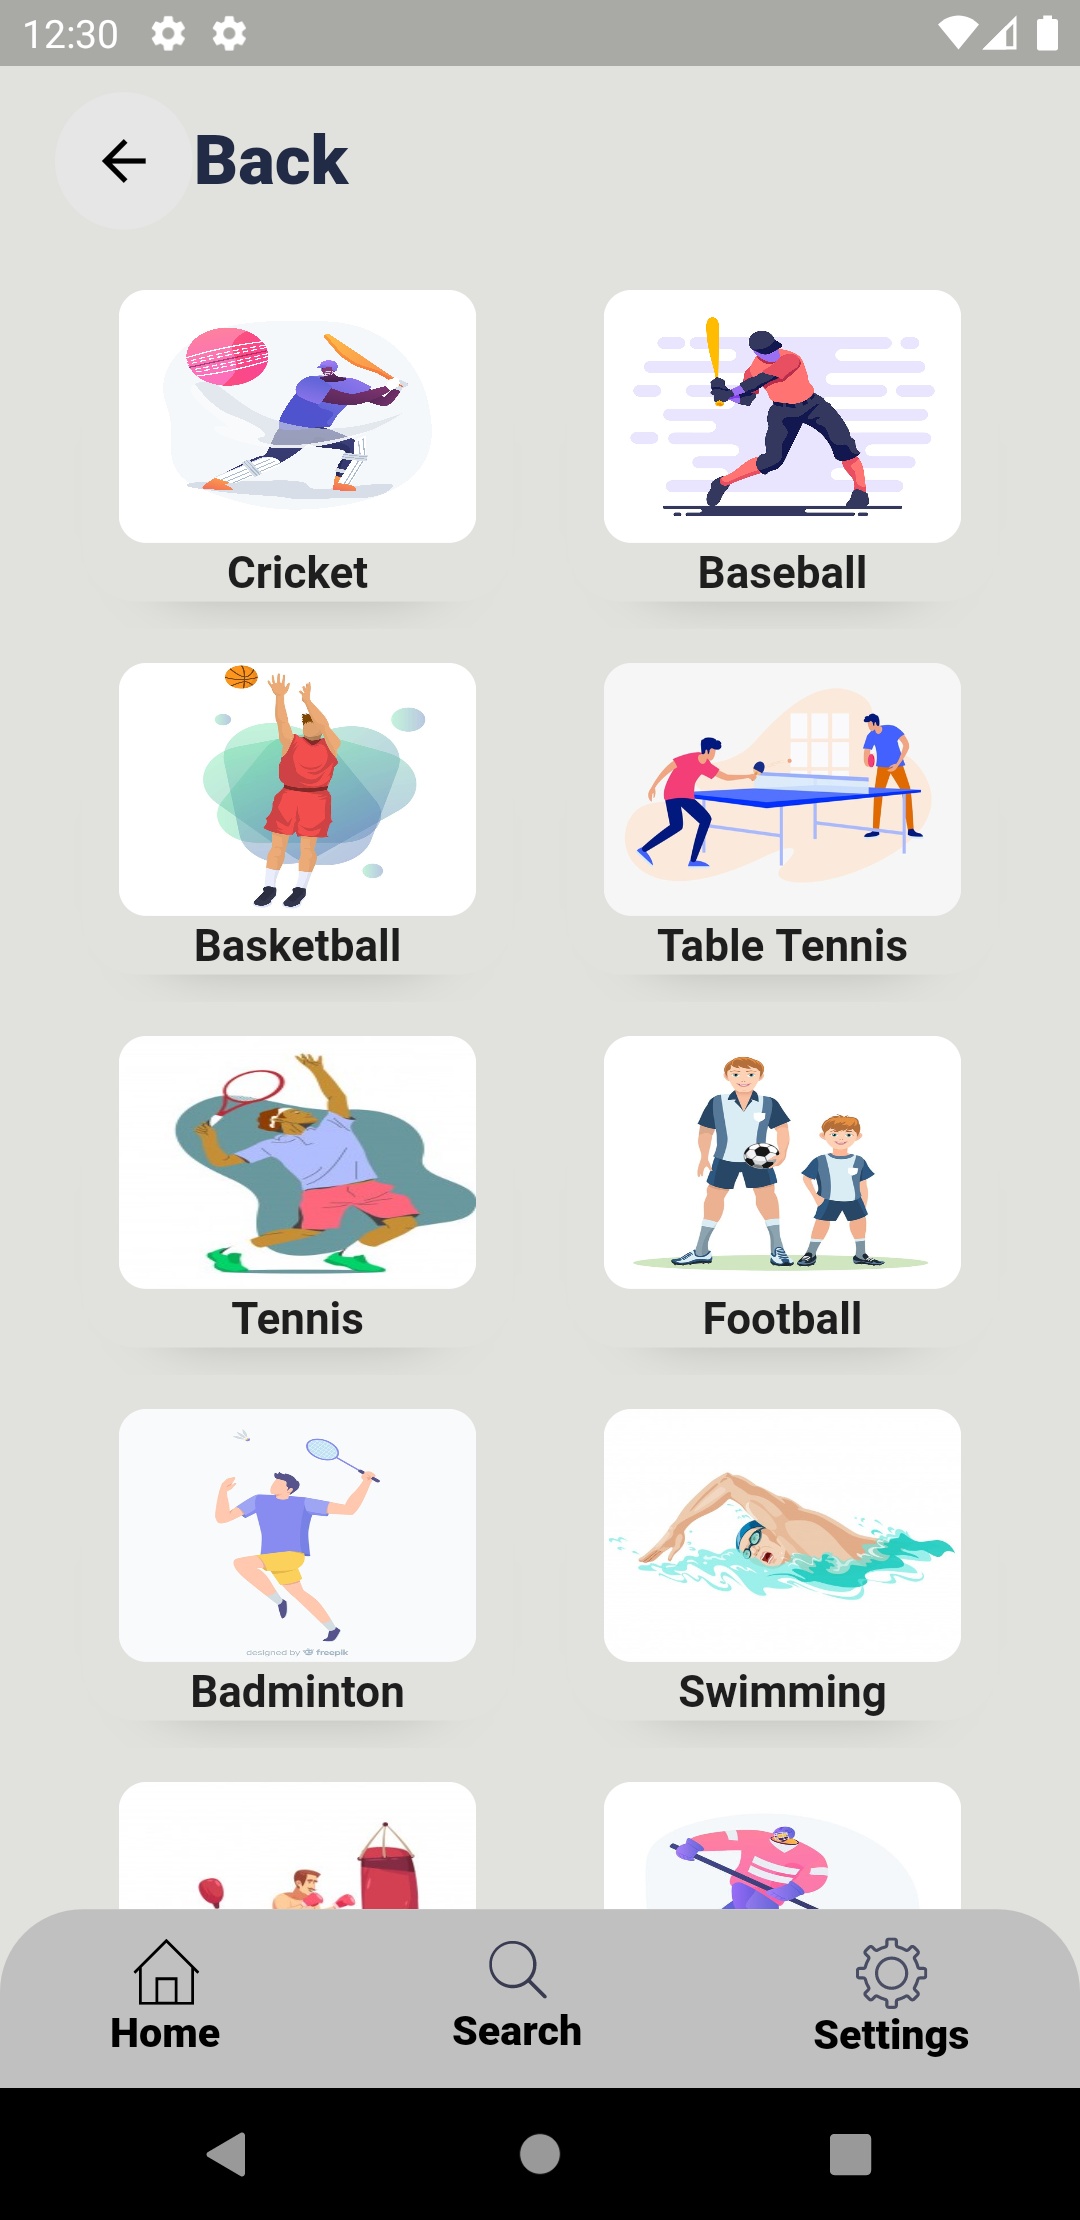 12:30
Back
Cricket
Baseball
Basketball
Table Tennis
Tennis
Football
designed by freepik
Badminton
Swimming
Home
Search
Settings